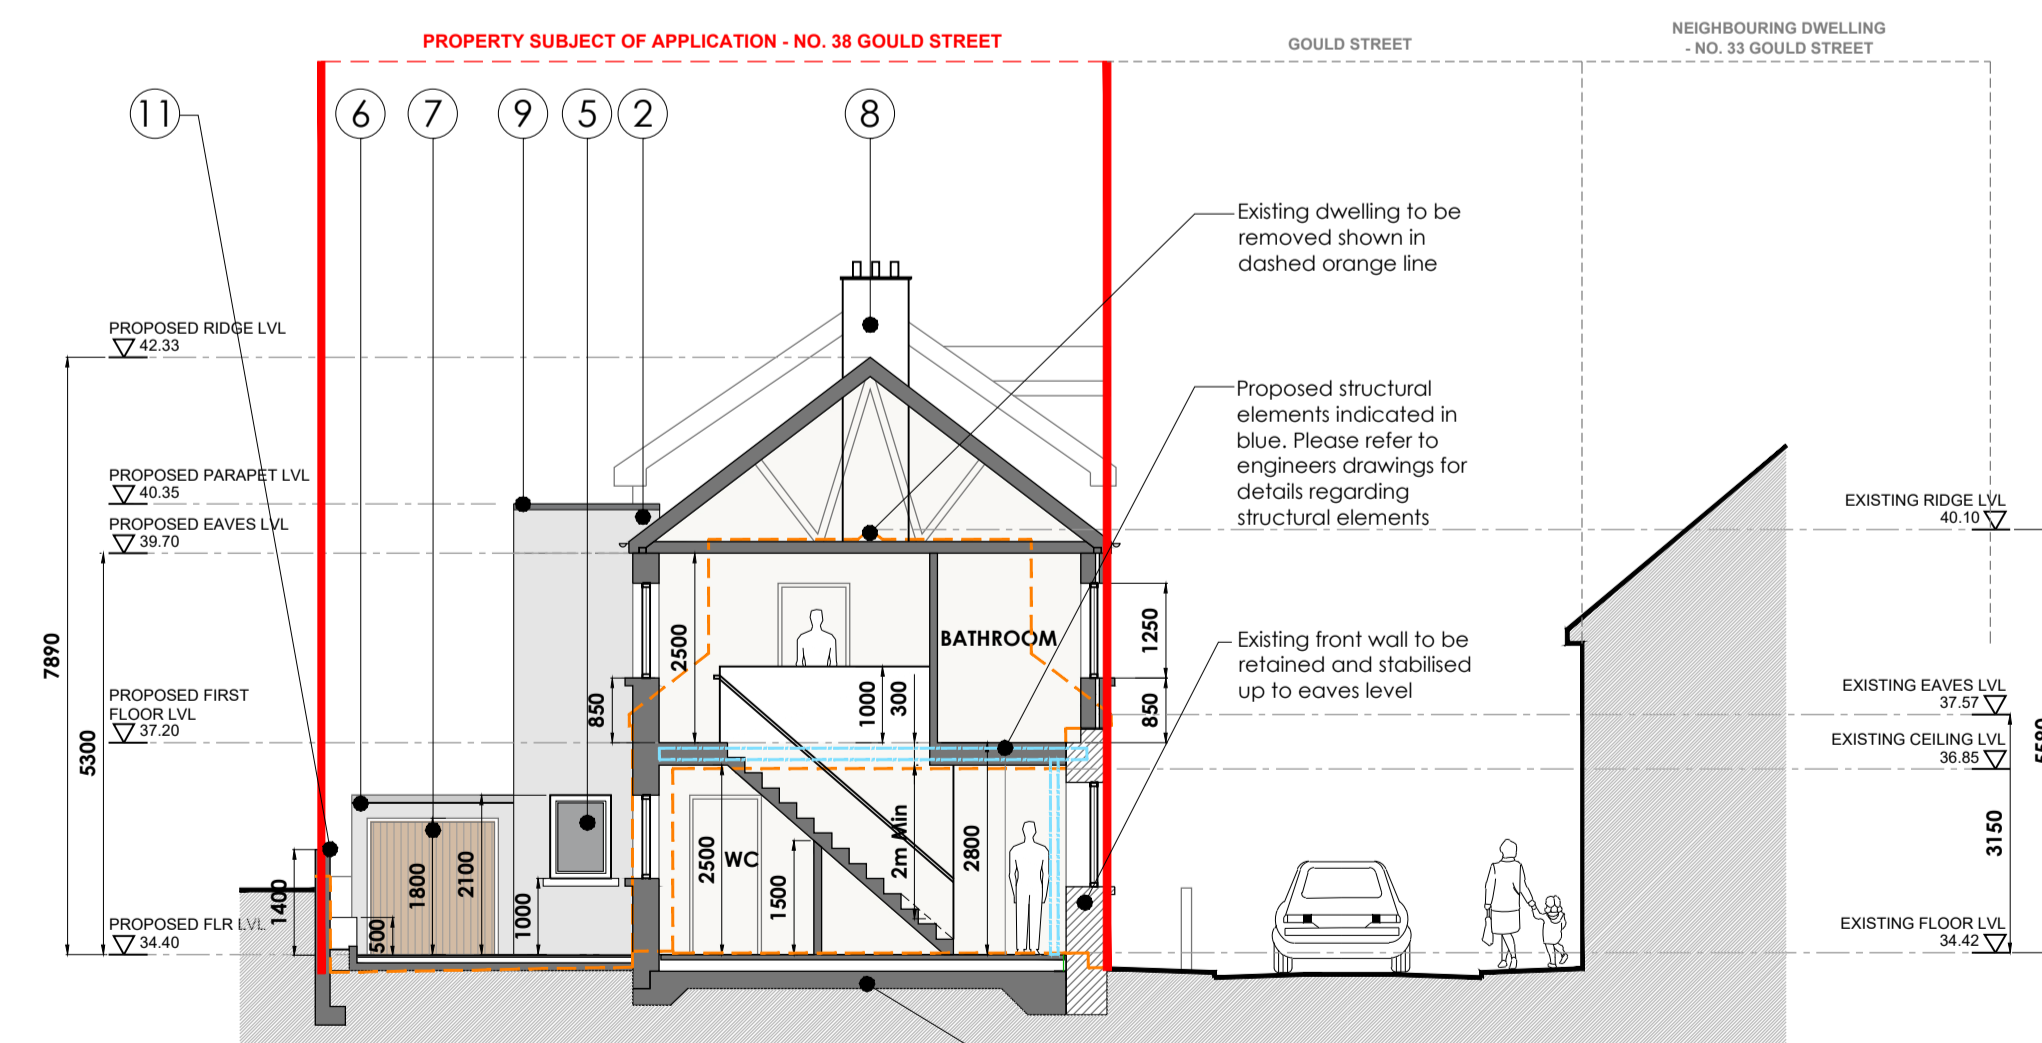 PROPERTY SUBJECT OF APPLICATION - NO. 38 GOULD STREET
GOULD STREET
NEIGHBOURING DWELLING
- NO. 33 GOULD STREET
11
6
7
9
5
2
8
Existing dwelling to be
removed shown in
dashed orange line
PROPOSED RIDGE LVL
42.33
Proposed structural
elements indicated in
blue. Please refer to
engineers drawings for
details regarding
structural elements
PROPOSED PARAPET LVL
40.35
PROPOSED EAVES LVL
39.70
EXISTING RIDGE LVL
40.10
7890
5300
2500
BATHROOM
1250
Existing front wall to be
retained and stabilised
up to eaves level
PROPOSED FIRST
FLOOR LVL
37.20
850
1000
300
850
EXISTING EAVES LVL
37.57
EXISTING CEILING LVL
36.85
3150
1400
500
1800
2100
1000
2500
WC
1500
2m Min
2800
PROPOSED FLR LVL
34.40
EXISTING FLOOR LVL
34.42